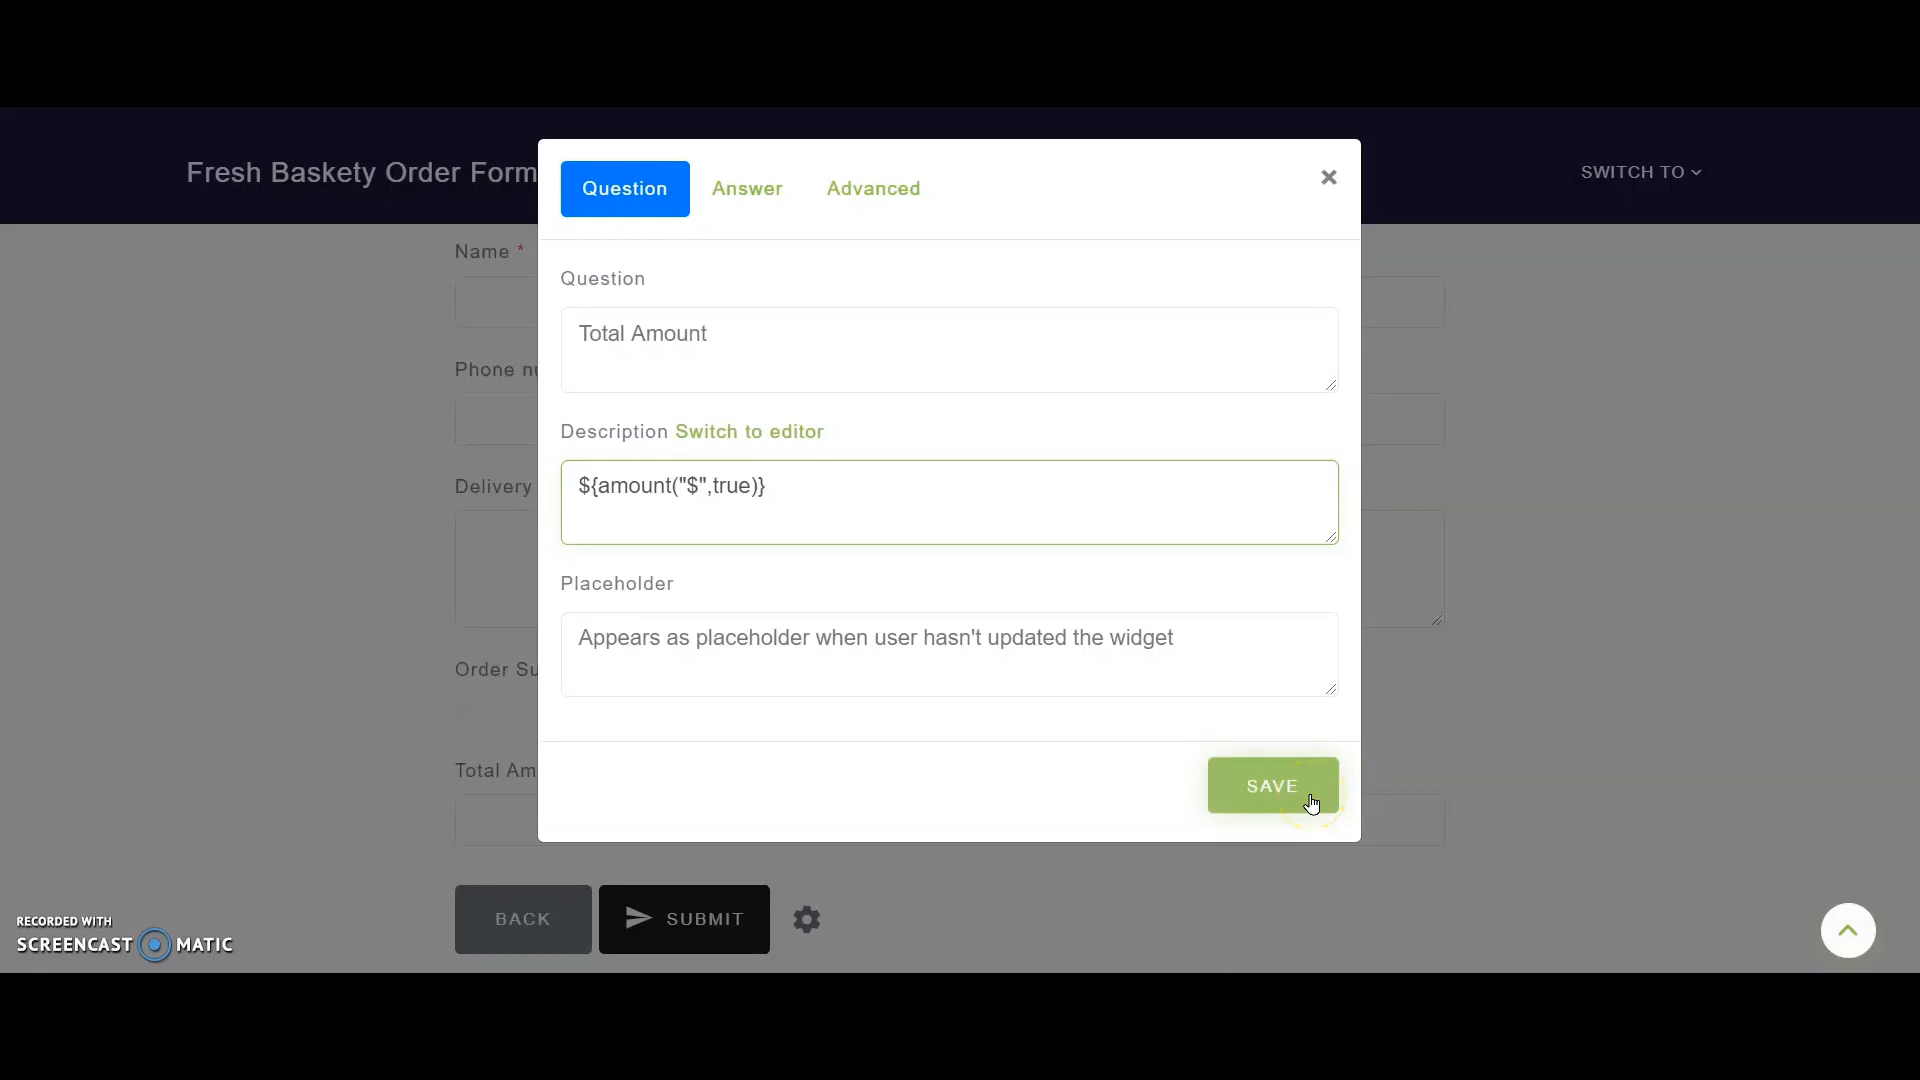 Fresh Baskety Order Form
SWITCH TO
Question
Answer
Advanced
×
Name *
Question
Total Amount
Phone nu
Description Switch to editor
Delivery
${amount("$",true)}
Placeholder
Appears as placeholder when user hasn't updated the widget
Order Su
Total Am
SAVE
BACK
SUBMIT
RECORDED WITH
SCREENCAST MATIC